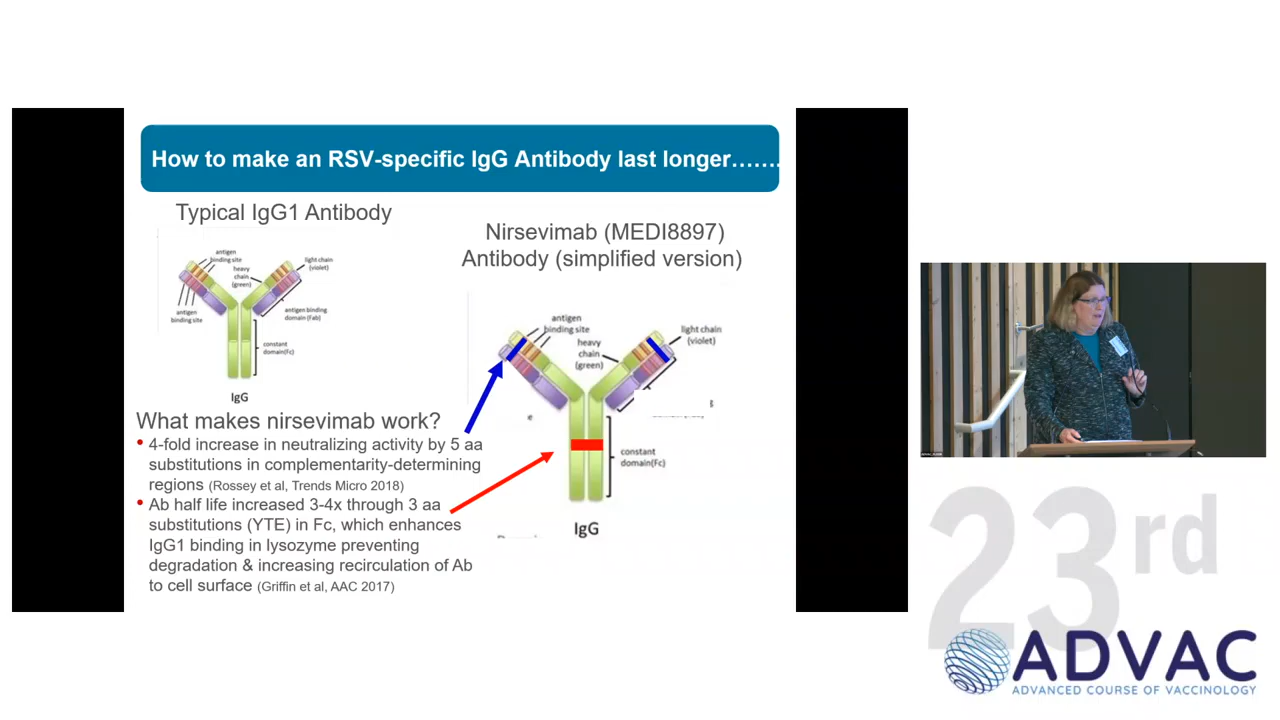 How to make an RSV-specific IgG Antibody last longer…….
Typical IgG1 Antibody
antigen
binding site
heavy
chain
(green)
light chain
(violet)
antigen
binding site
antigen binding
domain (Fab)
constant
domain(Fc)
IgG
Nirsevimab (MEDI8897)
Antibody (simplified version)
antigen
binding site
heavy
chain
(green)
light chain
(violet)
constant
domain(Fc)
IgG
What makes nirsevimab work?
• 4-fold increase in neutralizing activity by 5 aa
substitutions in complementarity-determining
regions (Rossey et al, Trends Micro 2018)
• Ab half life increased 3-4x through 3 aa
substitutions (YTE) in Fc, which enhances
IgG1 binding in lysozyme preventing
degradation & increasing recirculation of Ab
to cell surface (Griffin et al, AAC 2017)
23rd
ADVAC
ADVANCED COURSE OF VACCINOLOGY